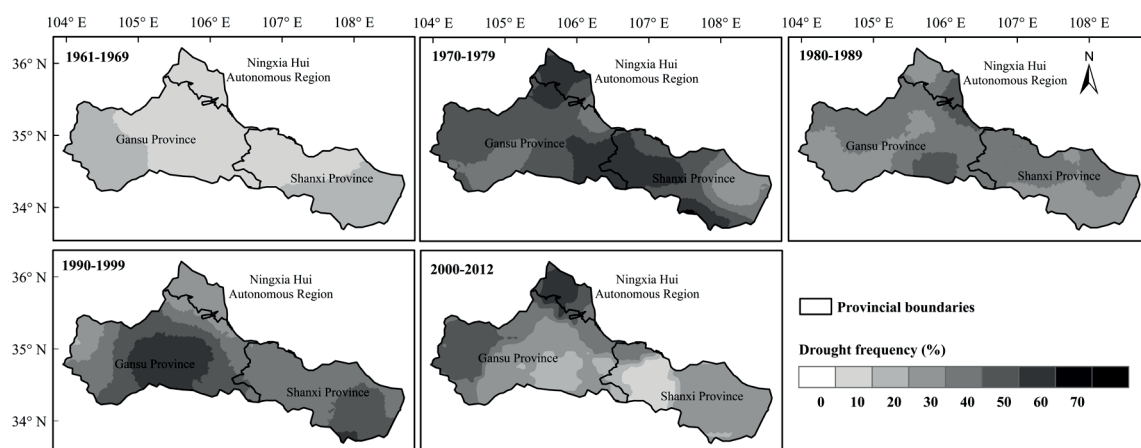 104° E 105° E 106° E 107° E 108° E
104° E 105° E 106° E 107° E 108° E
104° E 105° E 106° E 107° E 108° E
36° N
35° N
34° N
1961-1969
Ningxia Hui
Autonomous Region
Gansu Province
Shanxi Province
1970-1979
Ningxia Hui
Autonomous Region
Gansu Province
Shanxi Province
1980-1989
Ningxia Hui
Autonomous Region
N
Gansu Province
Shanxi Province
36° N
35° N
34° N
1990-1999
Ningxia Hui
Autonomous Region
Gansu Province
Shanxi Province
2000-2012
Ningxia Hui
Autonomous Region
Gansu Province
Shanxi Province
Provincial boundaries
Drought frequency (%)
0 10 20 30 40 50 60 70